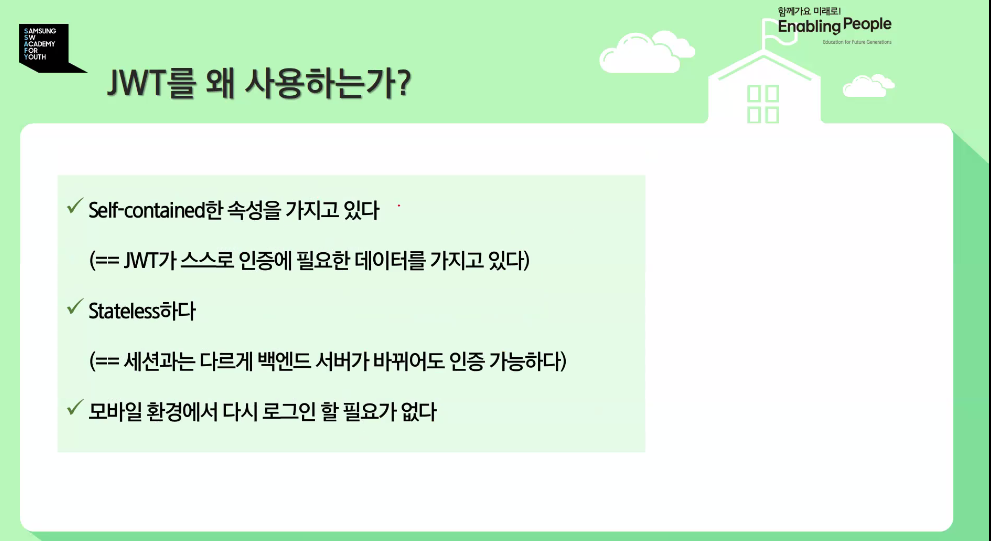 SAMSUNG
SW
ACADEMY
FOR
YOUTH
함께가요 미래로!
Enabling People
Education for Future Generations
JWT를 왜 사용하는가?
✓ Self-contained한 속성을 가지고 있다
(== JWT가 스스로 인증에 필요한 데이터를 가지고 있다)
✓ Stateless하다
(== 세션과는 다르게 백엔드 서버가 바뀌어도 인증 가능하다)
✓ 모바일 환경에서 다시 로그인 할 필요가 없다